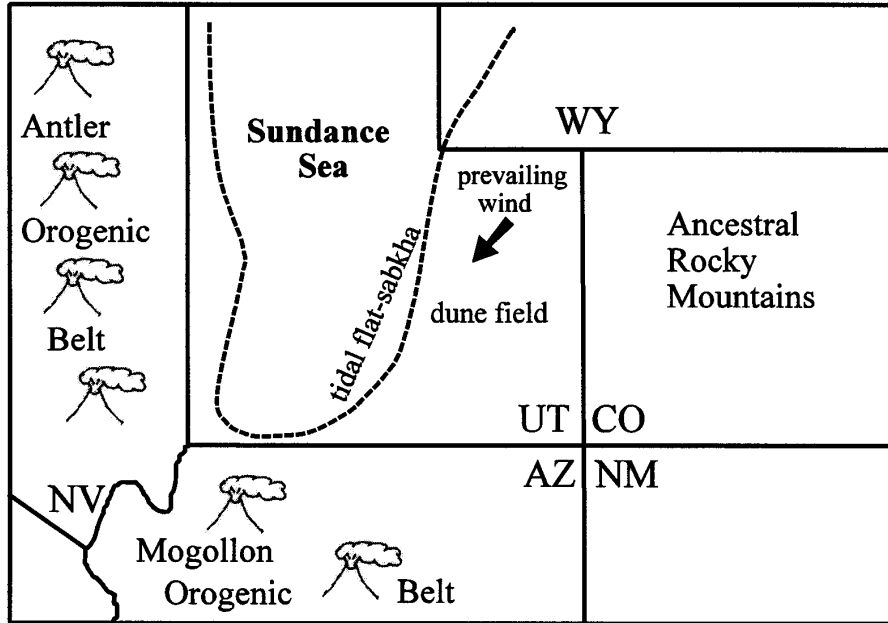 Antler
Orogenic
Belt
Sundance
Sea
WY
prevailing
wind
tidal flat-sabkha
dune field
Ancestral
Rocky
Mountains
UT
CO
NV
AZ
NM
Mogollon
Orogenic
Belt